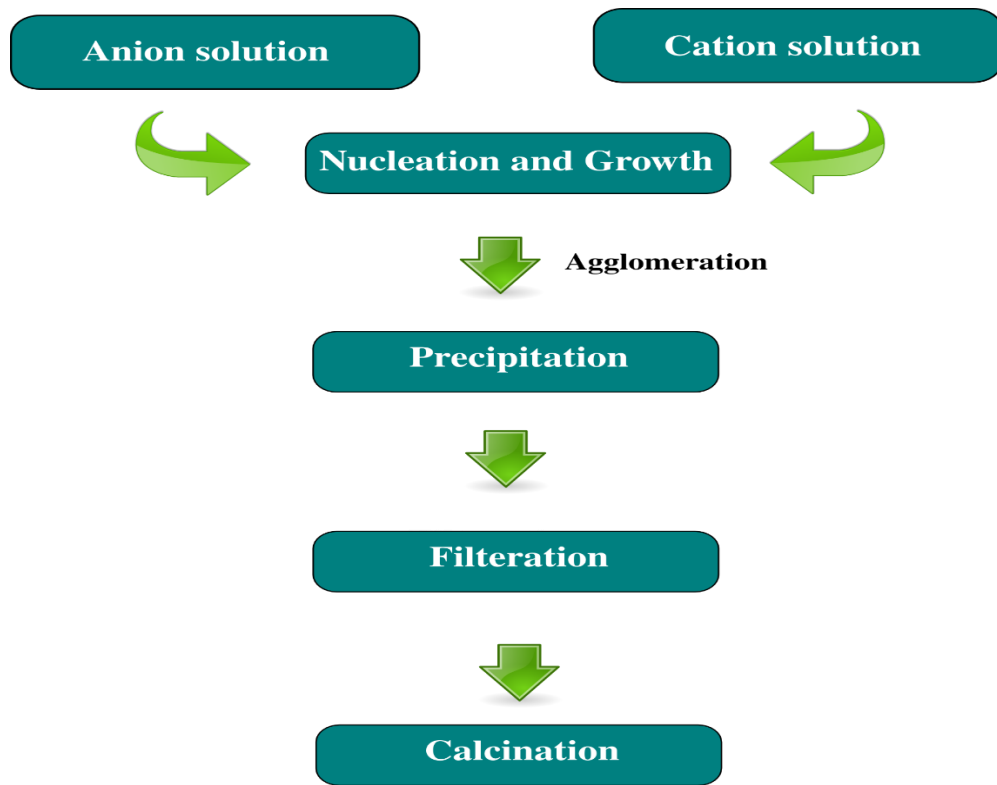 Anion solution
Cation solution
Nucleation and Growth
Agglomeration
Precipitation
Filteration
Calcination